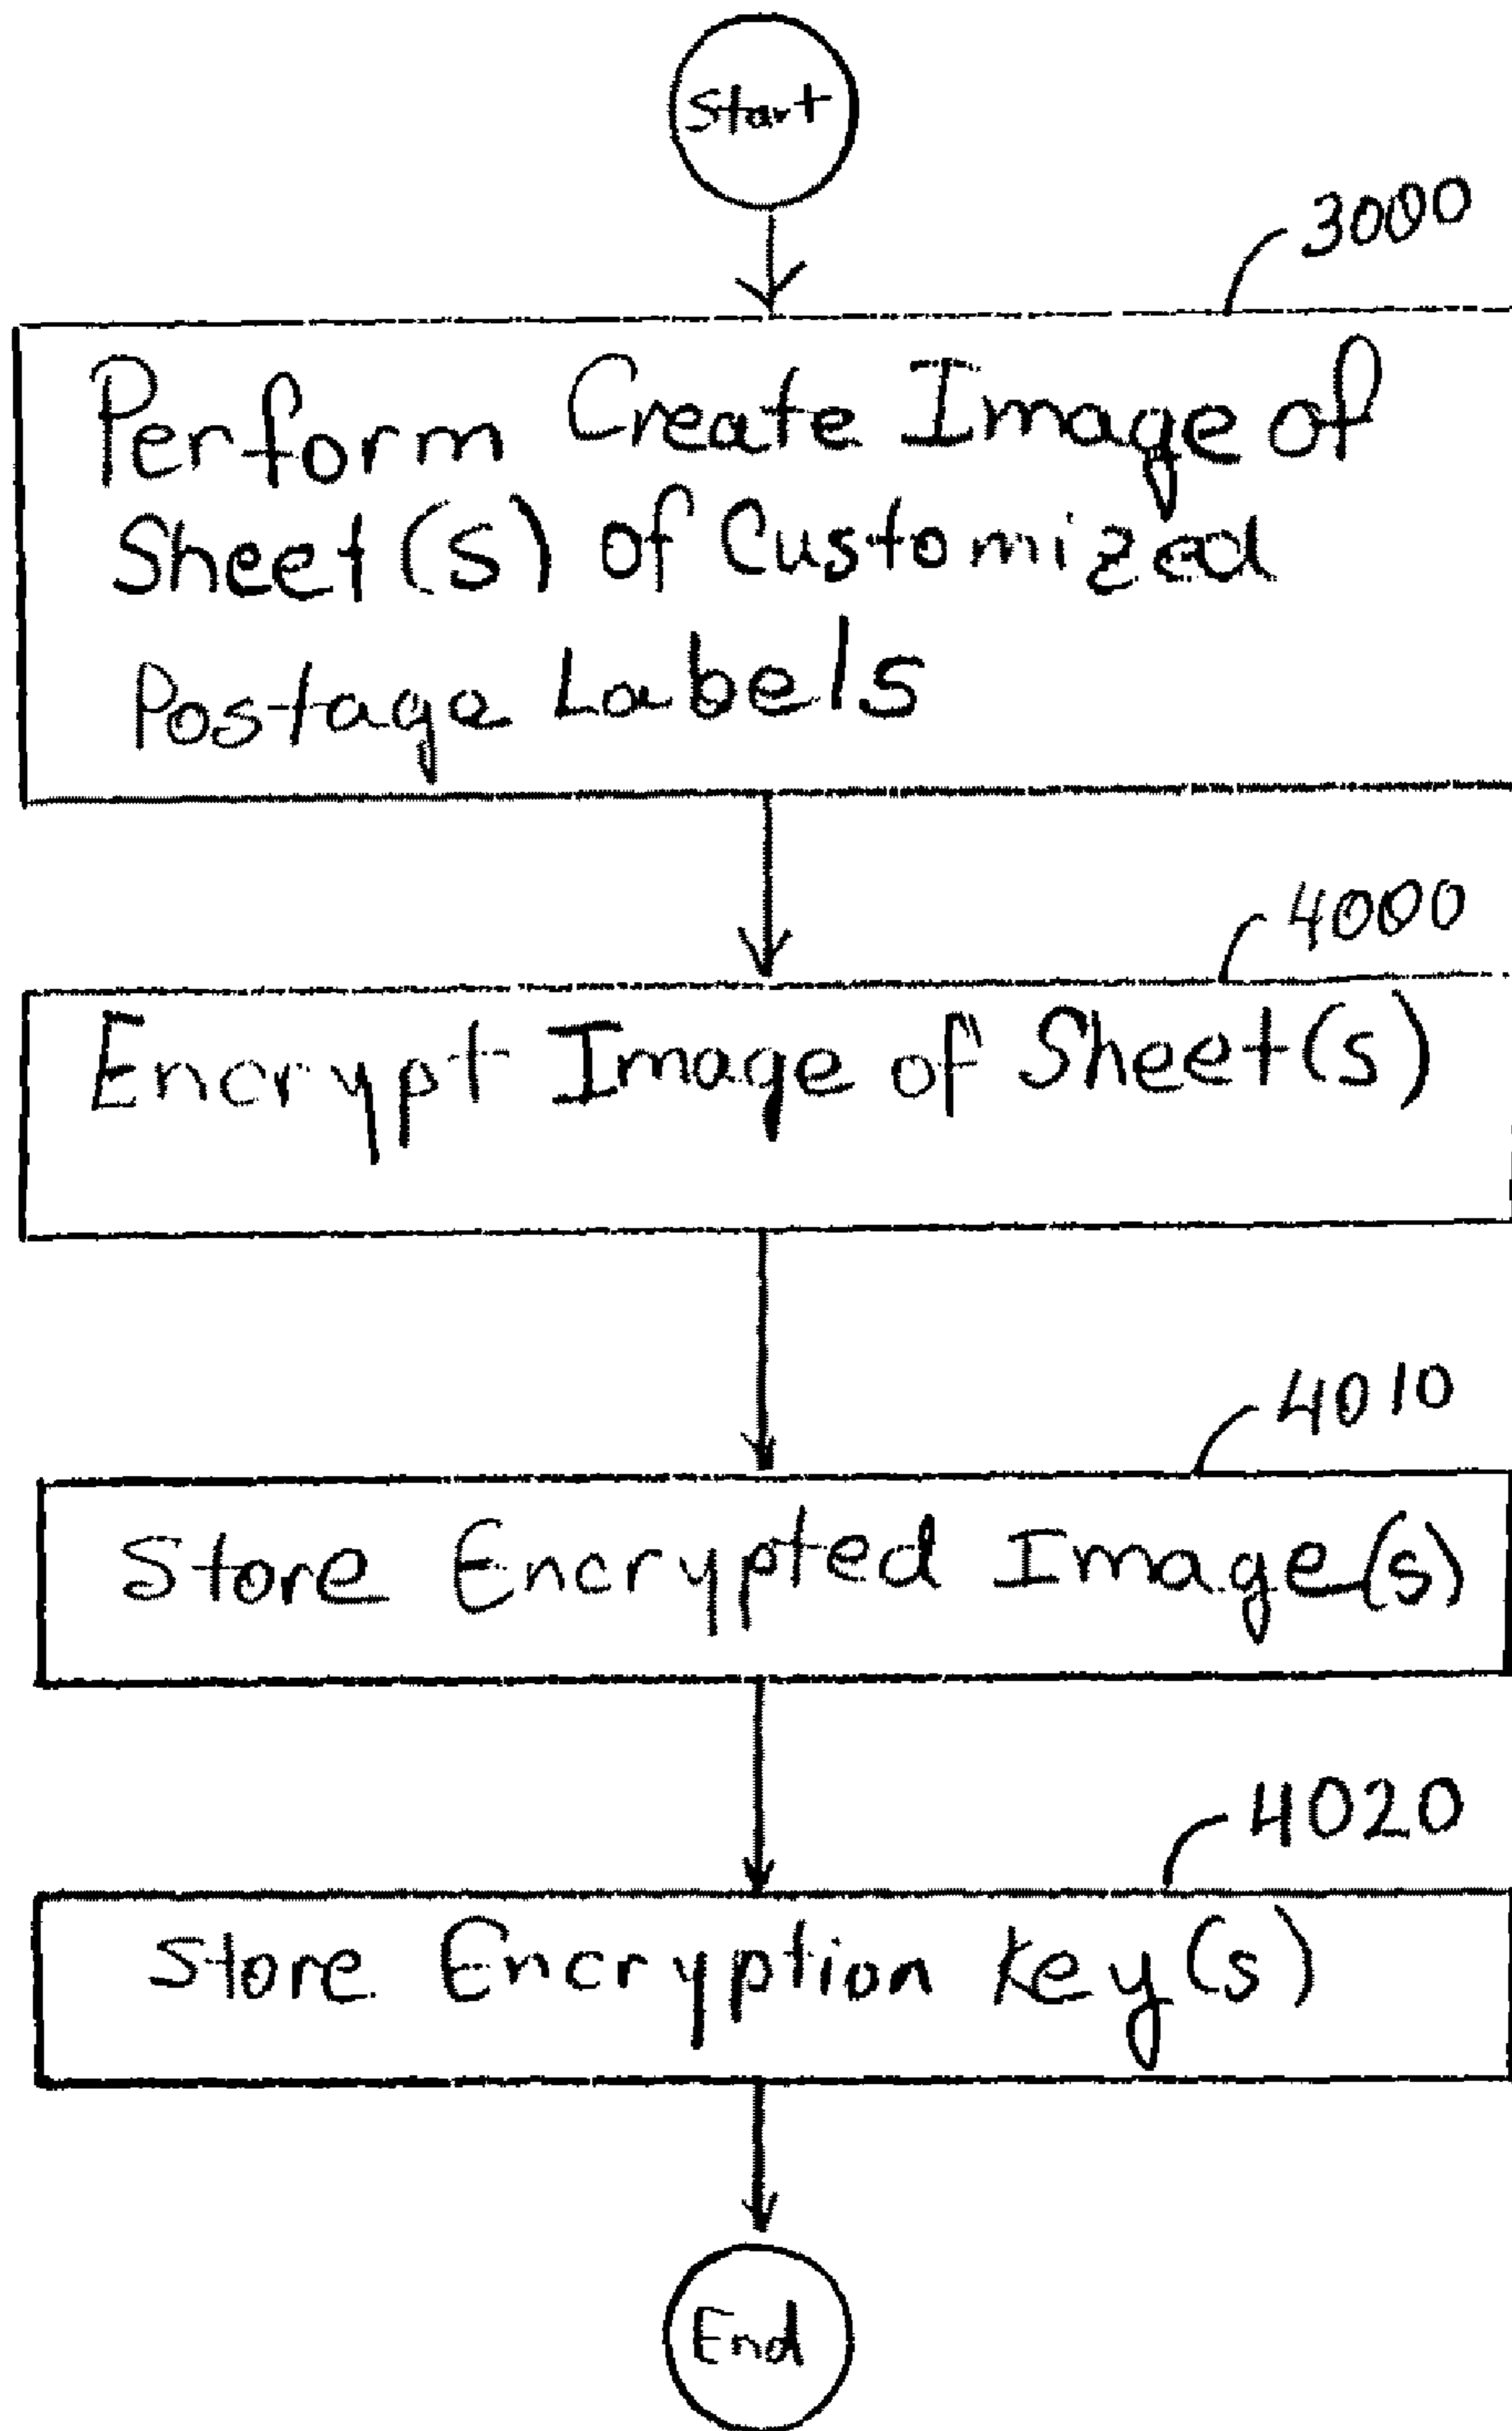 Start
3000
Perform Create Image of
Sheet(s) of Customized
Postage Labels
4000
Encrypt Image of Sheet(s)
4010
Store Encrypted Image(s)
4020
Store Encryption Key(s)
End